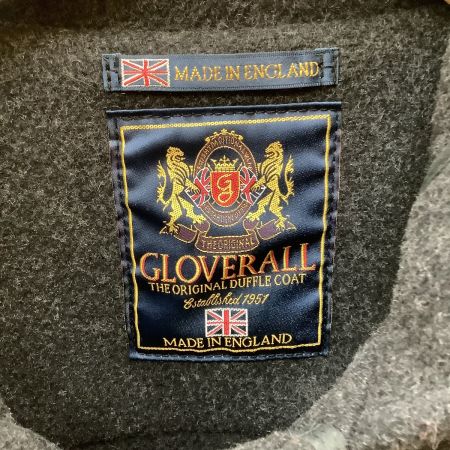 MADE IN ENGLAND
G
THE ORIGINAL
GLOVERALL
THE ORIGINAL DUFFLE COAT
Established 1951
MADE IN ENGLAND